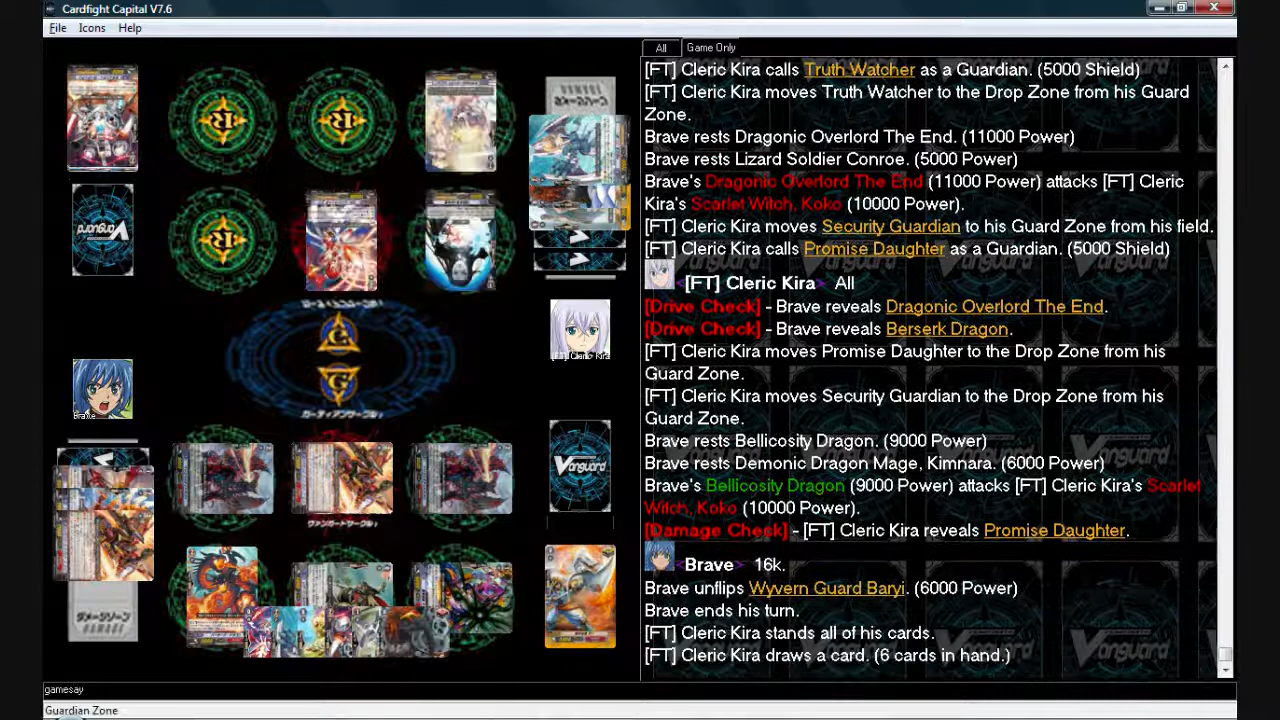 Cardfight Capital V7.6
File Icons Help
All Game Only
[FT] Cleric Kira calls Truth Watcher as a Guardian. (5000 Shield)
[FT] Cleric Kira moves Truth Watcher to the Drop Zone from his Guard
Zone.
Brave rests Dragonic Overlord The End. (11000 Power)
Brave rests Lizard Soldier Conroe. (5000 Power)
Brave's Dragonic Overlord The End (11000 Power) attacks [FT] Cleric
Kira's Scarlet Witch, Koko (10000 Power).
[FT] Cleric Kira moves Security Guardian to his Guard Zone from his field.
[FT] Cleric Kira calls Promise Daughter as a Guardian. (5000 Shield)
<[FT] Cleric Kira> All
[Drive Check] - Brave reveals Dragonic Overlord The End.
[Drive Check] - Brave reveals Berserk Dragon.
[FT] Cleric Kira moves Promise Daughter to the Drop Zone from his
Guard Zone.
[FT] Cleric Kira moves Security Guardian to the Drop Zone from his
Guard Zone.
Brave rests Bellicosity Dragon. (9000 Power)
Brave rests Demonic Dragon Mage, Kimnara. (6000 Power)
Brave's Bellicosity Dragon (9000 Power) attacks [FT] Cleric Kira's Scarlet
Witch, Koko (10000 Power).
[Damage Check] - [FT] Cleric Kira reveals Promise Daughter.
<Brave> 16k.
Brave unflips Wyvern Guard Baryi. (6000 Power)
Brave ends his turn.
[FT] Cleric Kira stands all of his cards.
[FT] Cleric Kira draws a card. (6 cards in hand.)
[FT] Cleric Kira
Brave
Vanguard
gamesay
Guardian Zone